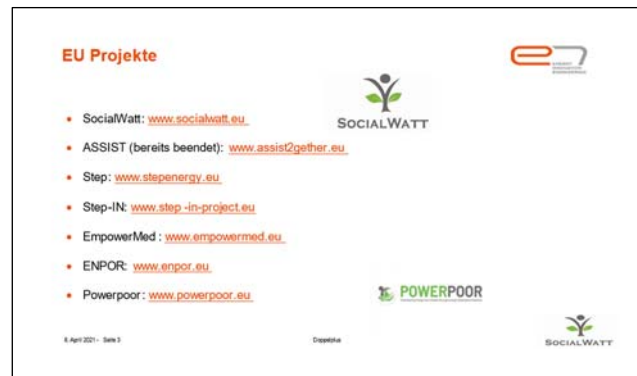 EU Projekte
SOCIALWATT
• SocialWatt: www.socialwatt.eu
• ASSIST (bereits beendet): www.assist2gether.eu
• Step: www.stepenergy.eu
• Step-IN: www.step -in-project.eu
• EmpowerMed : www.empowermed.eu
• ENPOR: www.enpor.eu
• Powerpoor: www.powerpoor.eu
POWERPOOR
6. April 2021 - Seite 3
Doppelplus
SOCIALWATT